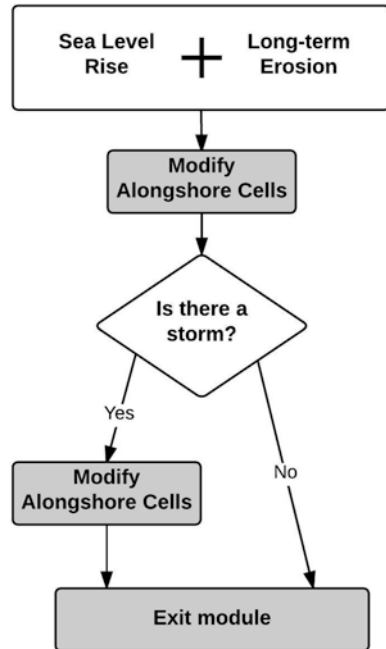 Sea Level
Rise
+
Long-term
Erosion
Modify
Alongshore Cells
Is there a
storm?
Yes
No
Modify
Alongshore Cells
Exit module